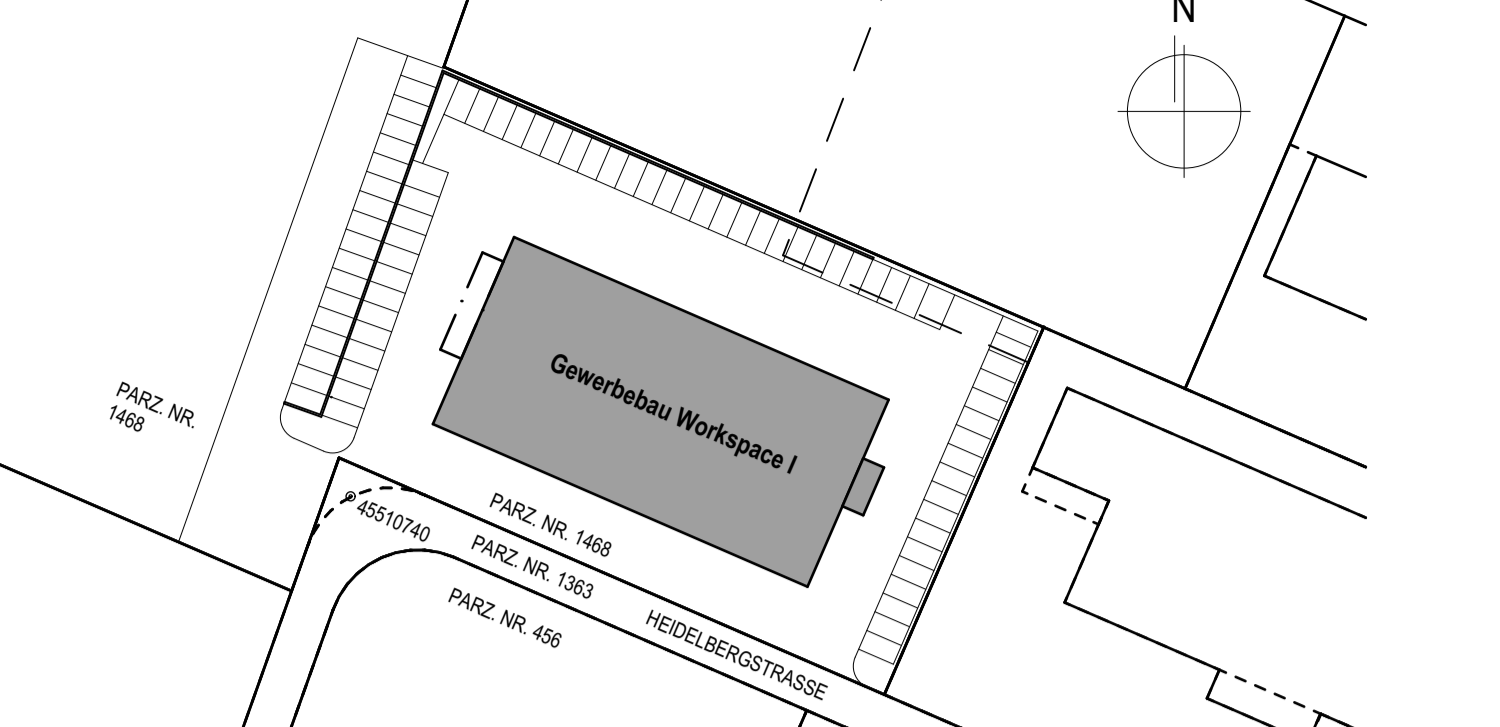 N
Gewerbebau Workspace I
PARZ. NR.
1468
45510740
PARZ. NR. 1468
PARZ. NR. 1363
PARZ. NR. 456
HEIDELBERGSTRASSE